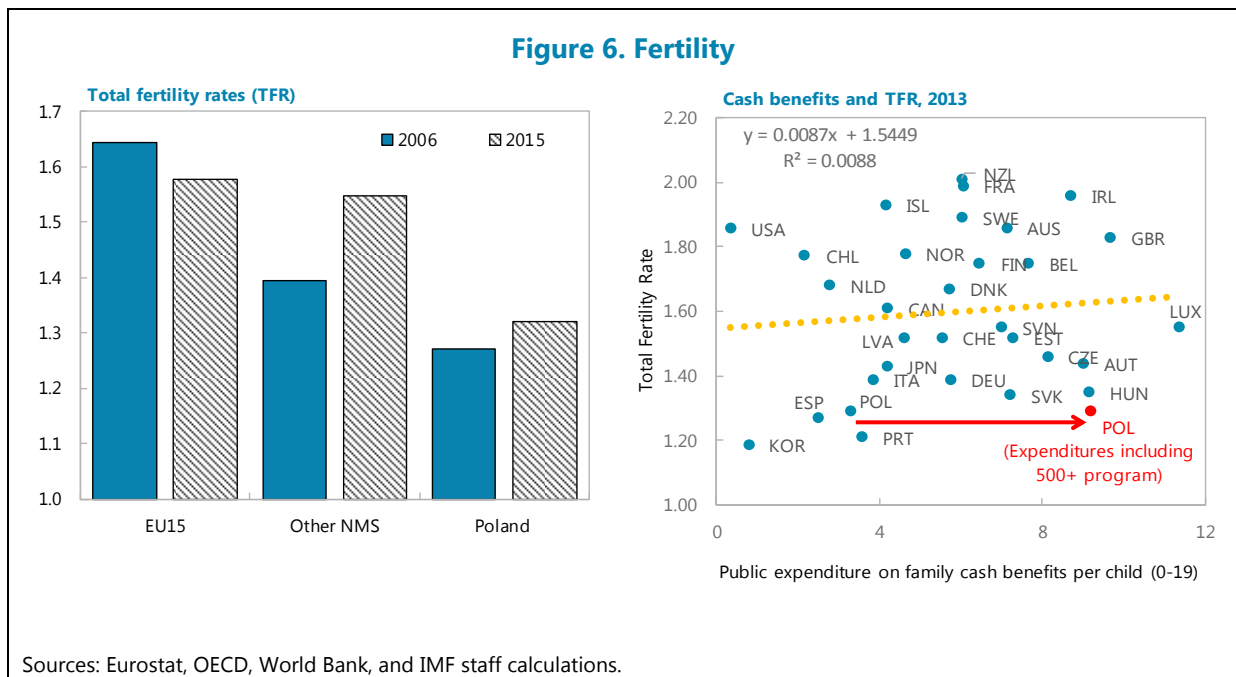 Figure 6. Fertility
Total fertility rates (TFR)
1.7
1.6
1.5
1.4
1.3
1.2
1.1
1.0
2006
2015
EU15
Other NMS
Poland
Cash benefits and TFR, 2013
2.20
2.00
1.80
1.60
1.40
1.20
1.00
Total Fertility Rate
y = 0.0087x + 1.5449
R² = 0.0088
NZL
FRA
IRL
ISL
SWE
AUS
USA
GBR
CHL
NOR
FIN
BEL
NLD
DNK
CAN
LUX
SVN
LVA
CHE
EST
CZE
JPN
AUT
ITA
DEU
ESP
POL
SVK
HUN
KOR
PRT
POL
(Expenditures including
500+ program)
0
4
8
12
Public expenditure on family cash benefits per child (0-19)
Sources: Eurostat, OECD, World Bank, and IMF staff calculations.